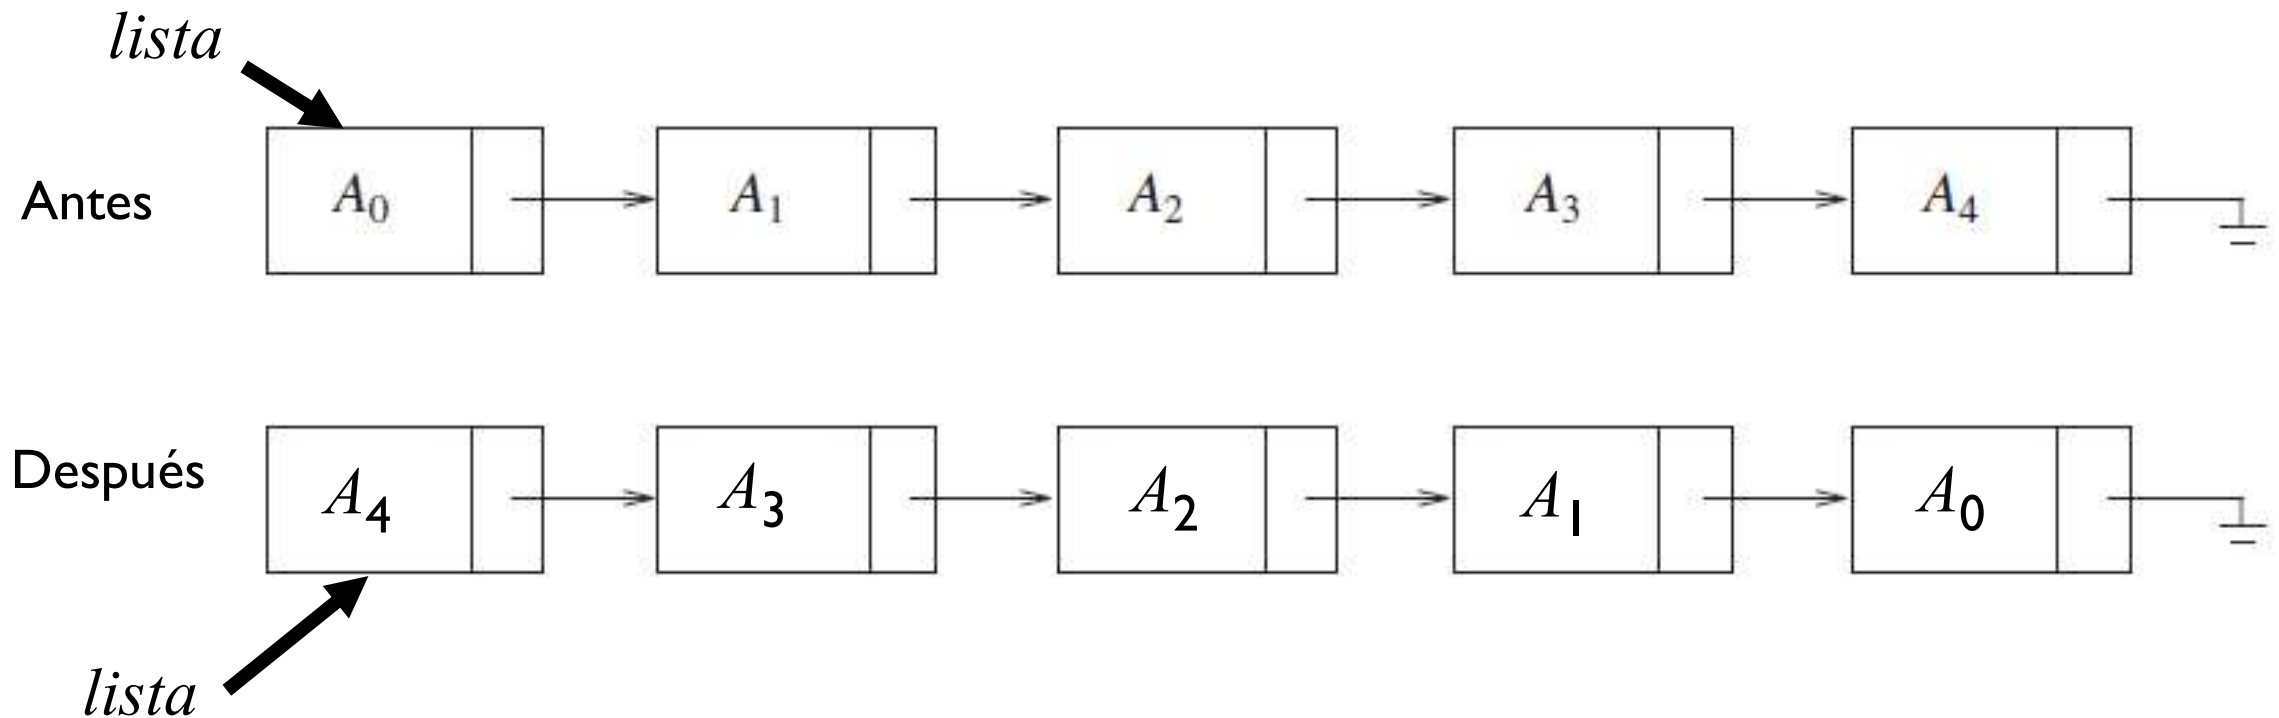 lista
Antes A₀ A₁ A₂ A₃ A₄
Después A₄ A₃ A₂ A₁ A₀
lista